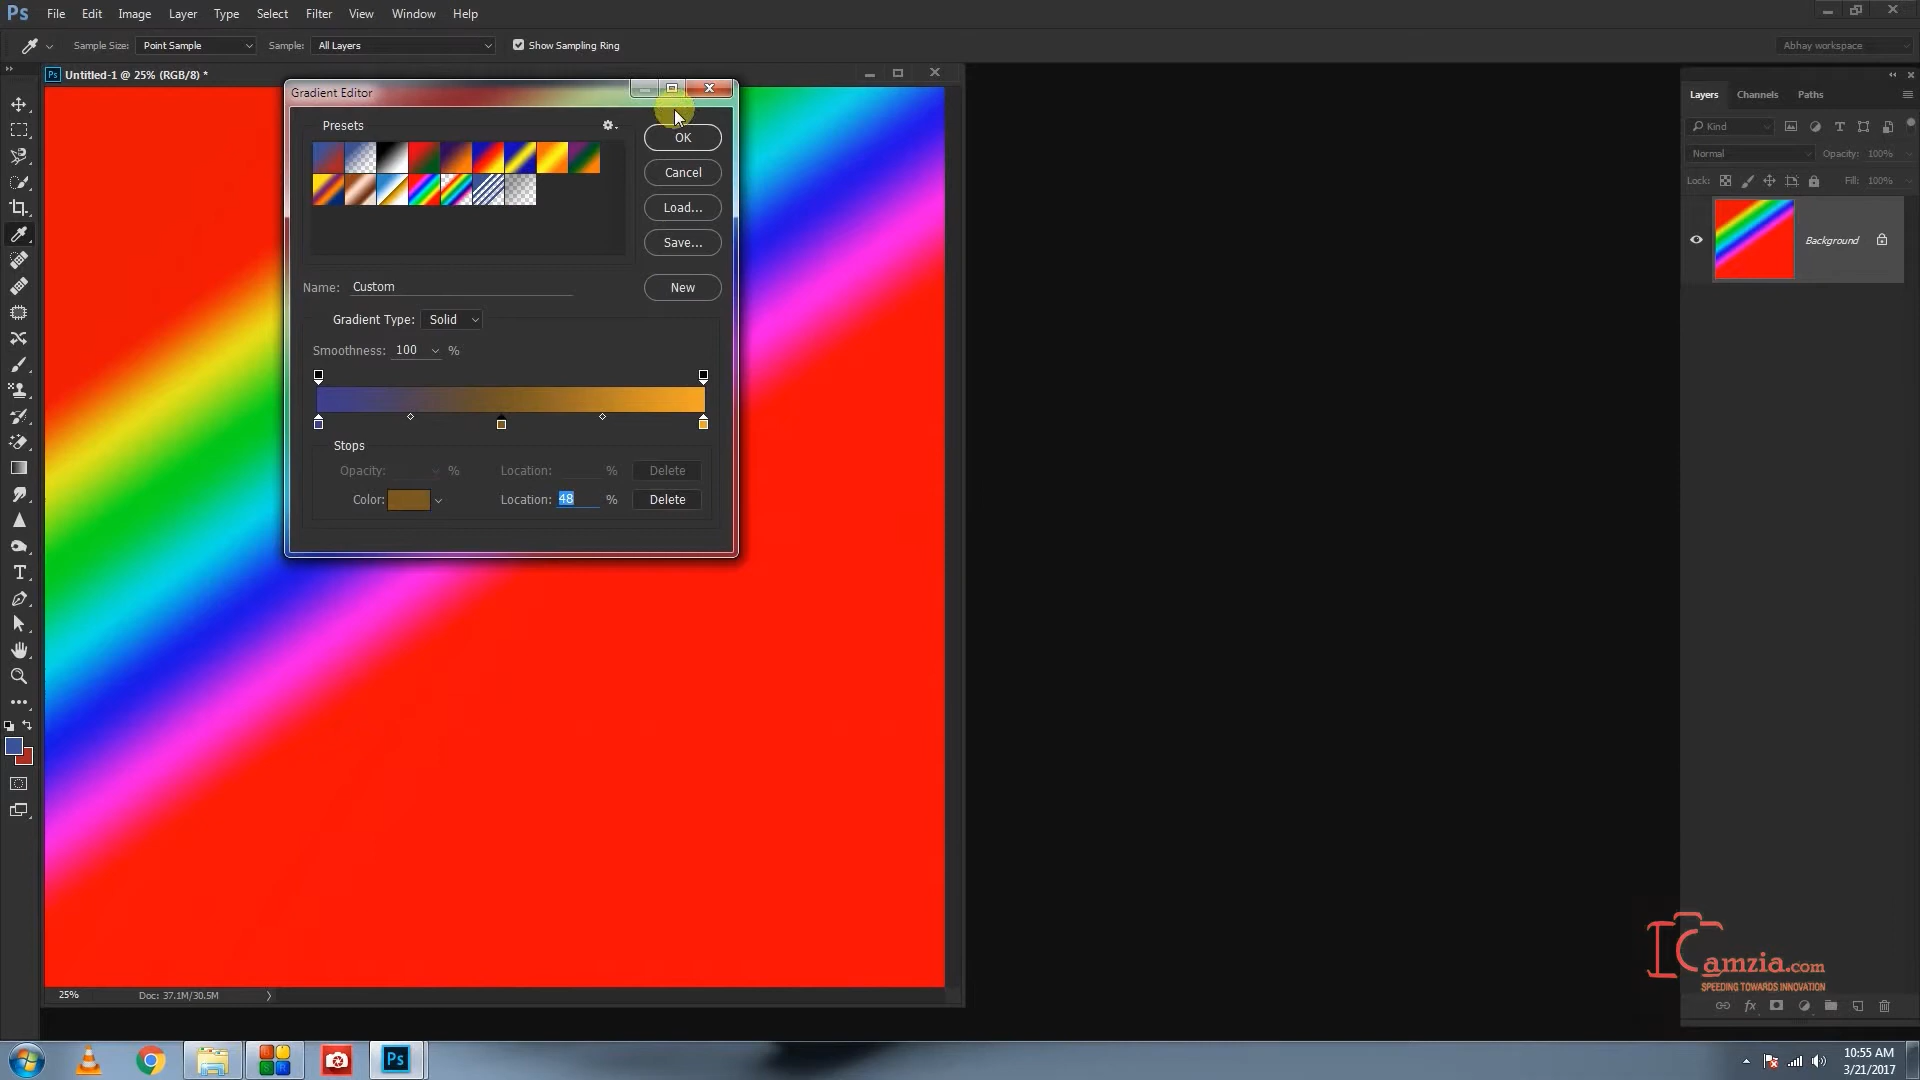 Ps File Edit Image Layer Type Select Filter 3D View Window Help
Sample Size: Point Sample Sample: All Layers Show Sampling Ring Abhay workspace
Ps Untitled-1 @ 25% (RGB/8) *
Gradient Editor
Presets
OK
Cancel
Load...
Save...
Name: Custom New
Gradient Type: Solid
Smoothness: 100 %
Stops
Opacity: % Location: % Delete
Color: Location: 48 % Delete
Layers Channels Paths
Kind
Normal Opacity: 100%
Lock: Fill: 100%
Background
T
25% Doc: 37.1M/30.5M
Camzia.com
SPEEDING TOWARDS INNOVATION
Ps
10:55 AM
3/21/2017